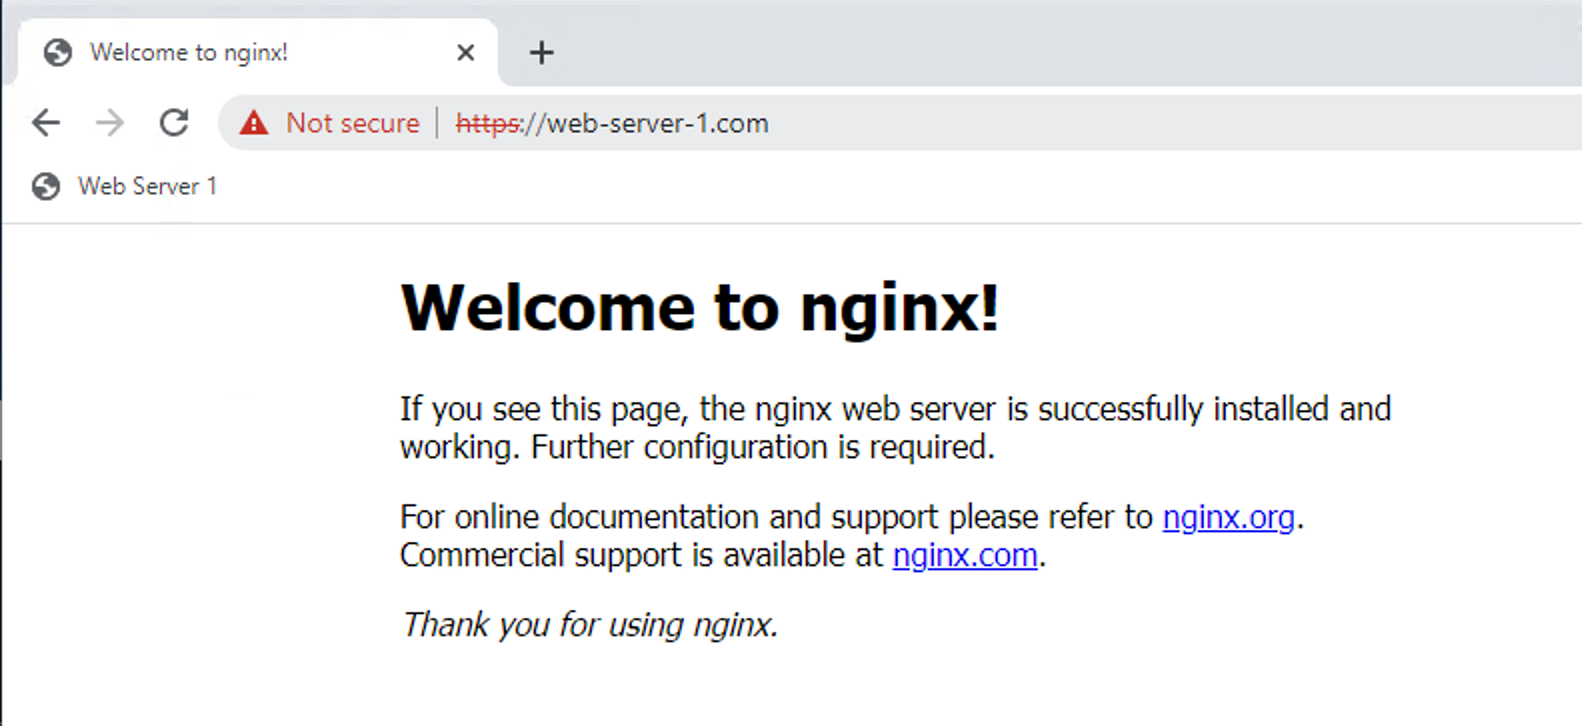 Welcome to nginx!
Not secure | https://web-server-1.com
Web Server 1
Welcome to nginx!
If you see this page, the nginx web server is successfully installed and
working. Further configuration is required.
For online documentation and support please refer to nginx.org.
Commercial support is available at nginx.com.
Thank you for using nginx.